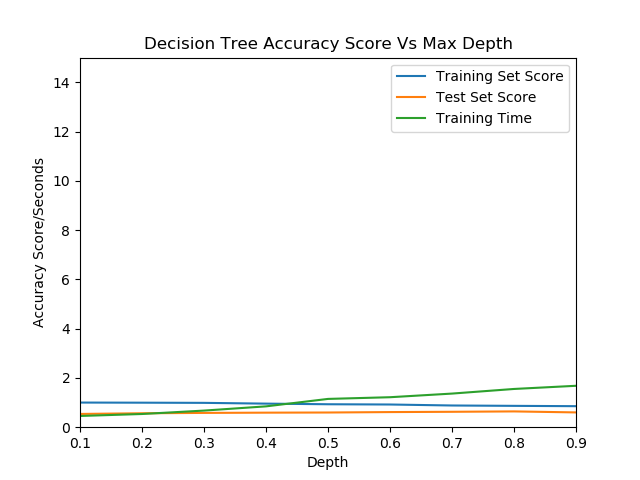 Decision Tree Accuracy Score Vs Max Depth
Training Set Score
Test Set Score
Training Time
Accuracy Score/Seconds
14
12
10
8
6
4
2
0
0.1 0.2 0.3 0.4 0.5 0.6 0.7 0.8 0.9
Depth